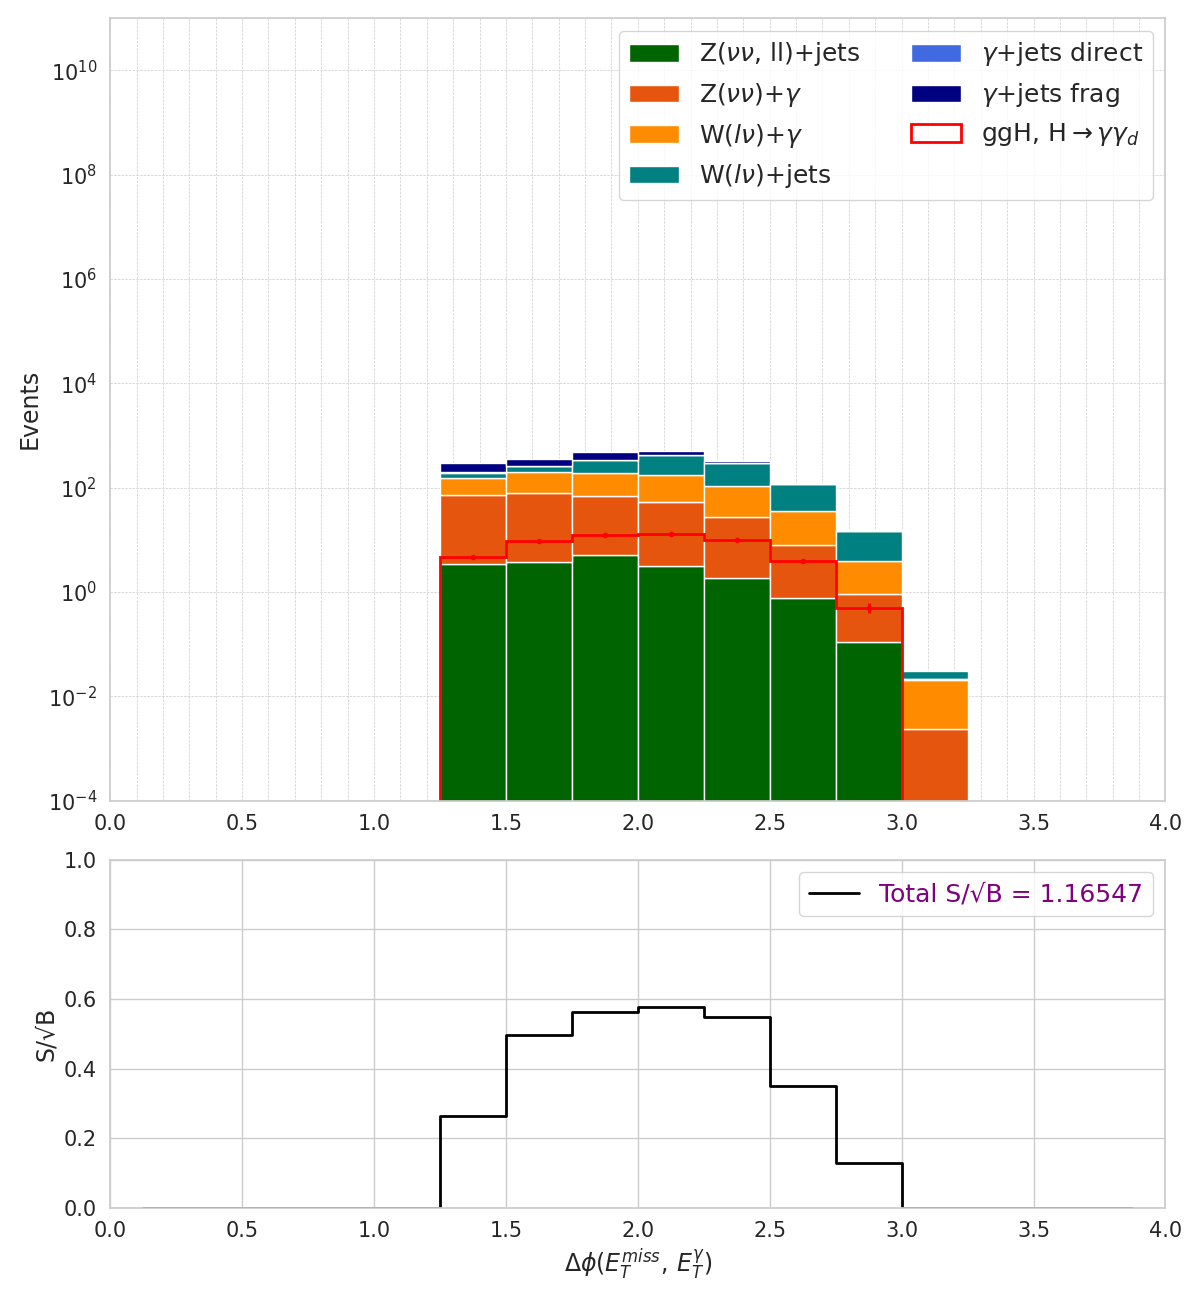 Z(νν, ll)+jets
Z(νν)+γ
W(lν)+γ
W(lν)+jets
γ+jets direct
γ+jets frag
ggH, H→γγ_d
Events
10^10
10^8
10^6
10^4
10^2
10^0
10^−2
10^−4
0.0 0.5 1.0 1.5 2.0 2.5 3.0 3.5 4.0
Total S/√B = 1.16547
S/√B
1.0
0.8
0.6
0.4
0.2
0.0
0.0 0.5 1.0 1.5 2.0 2.5 3.0 3.5 4.0
Δϕ(E_T^miss, E_T^γ)